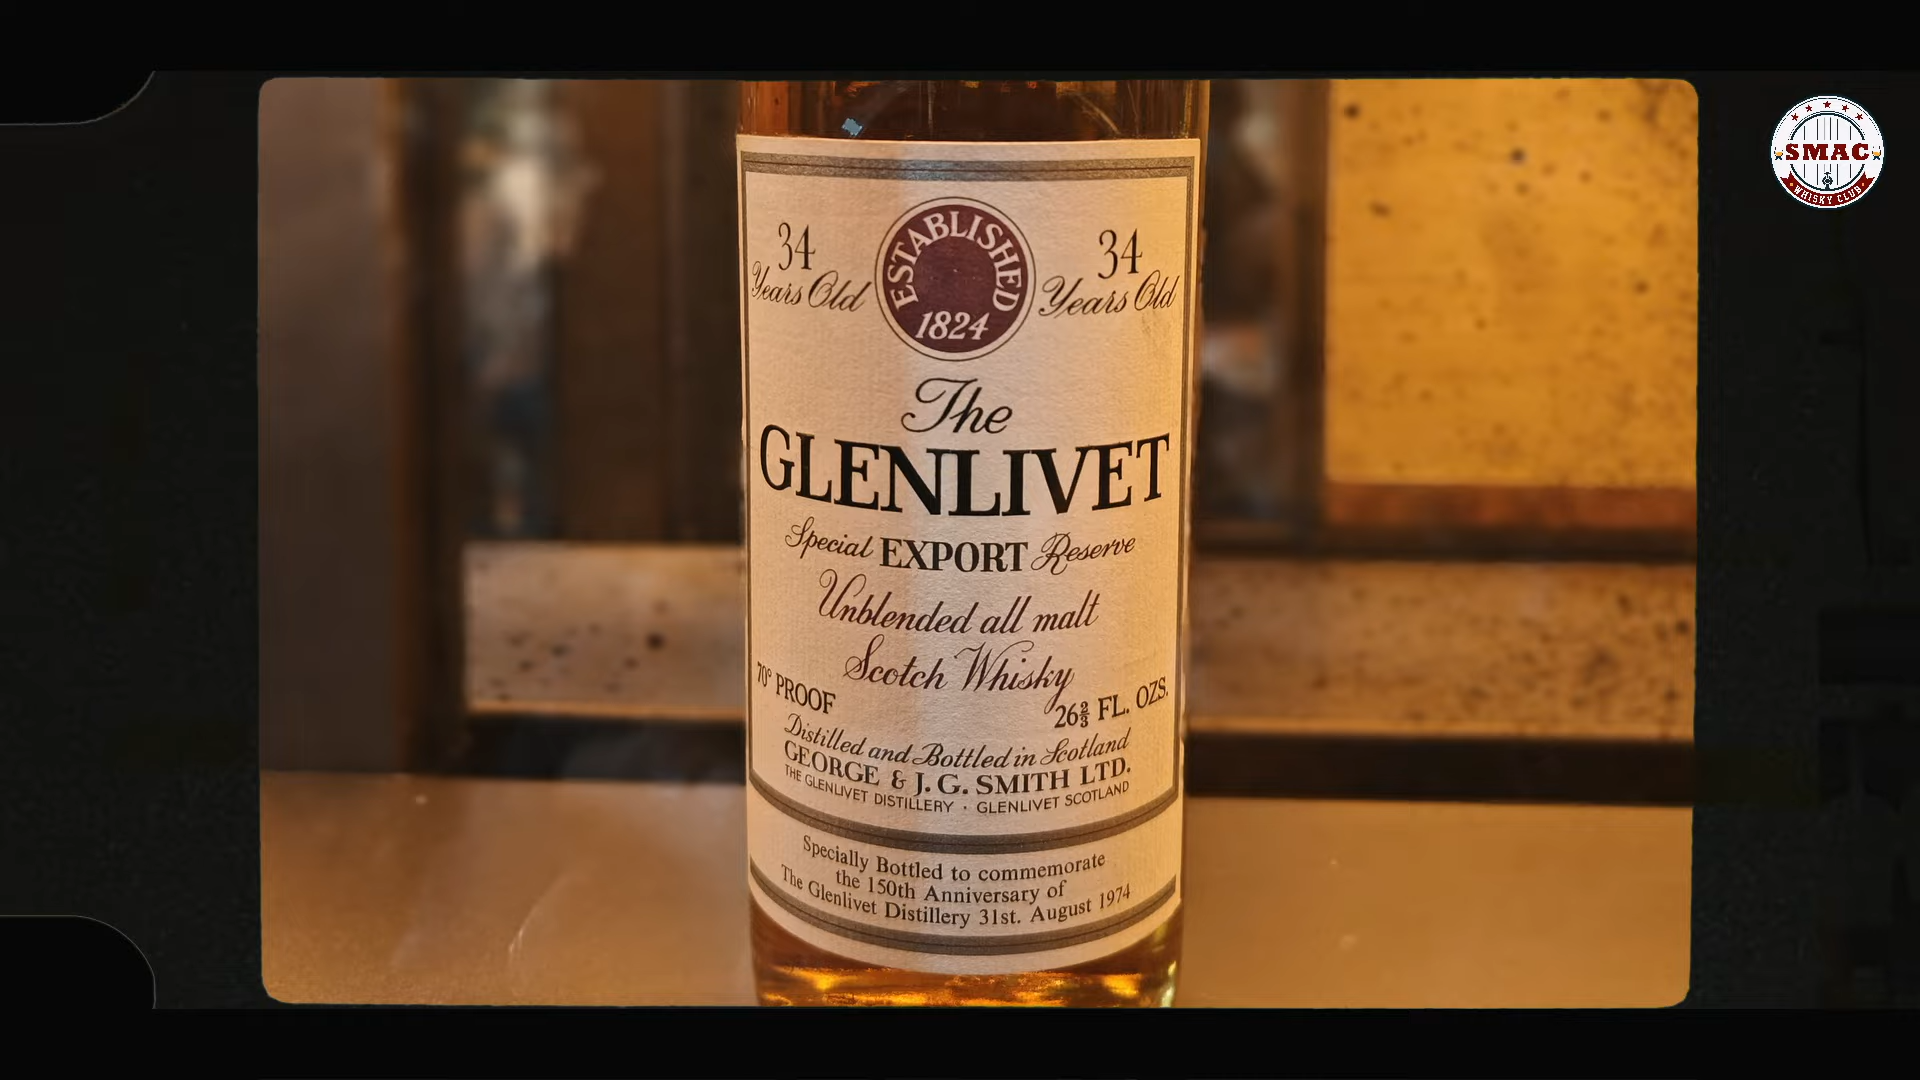 34
Years Old
ESTABLISHED
1824
34
Years Old
The
GLENLIVET
Special EXPORT Reserve
Unblended all malt
Scotch Whisky
70° PROOF
26⅔ FL. OZS.
Distilled and Bottled in Scotland
GEORGE & J. G. SMITH LTD.
THE GLENLIVET DISTILLERY · GLENLIVET SCOTLAND
Specially Bottled to commemorate
the 150th Anniversary of
The Glenlivet Distillery 31st. August 1974
SMAC
WHISKY CLUB